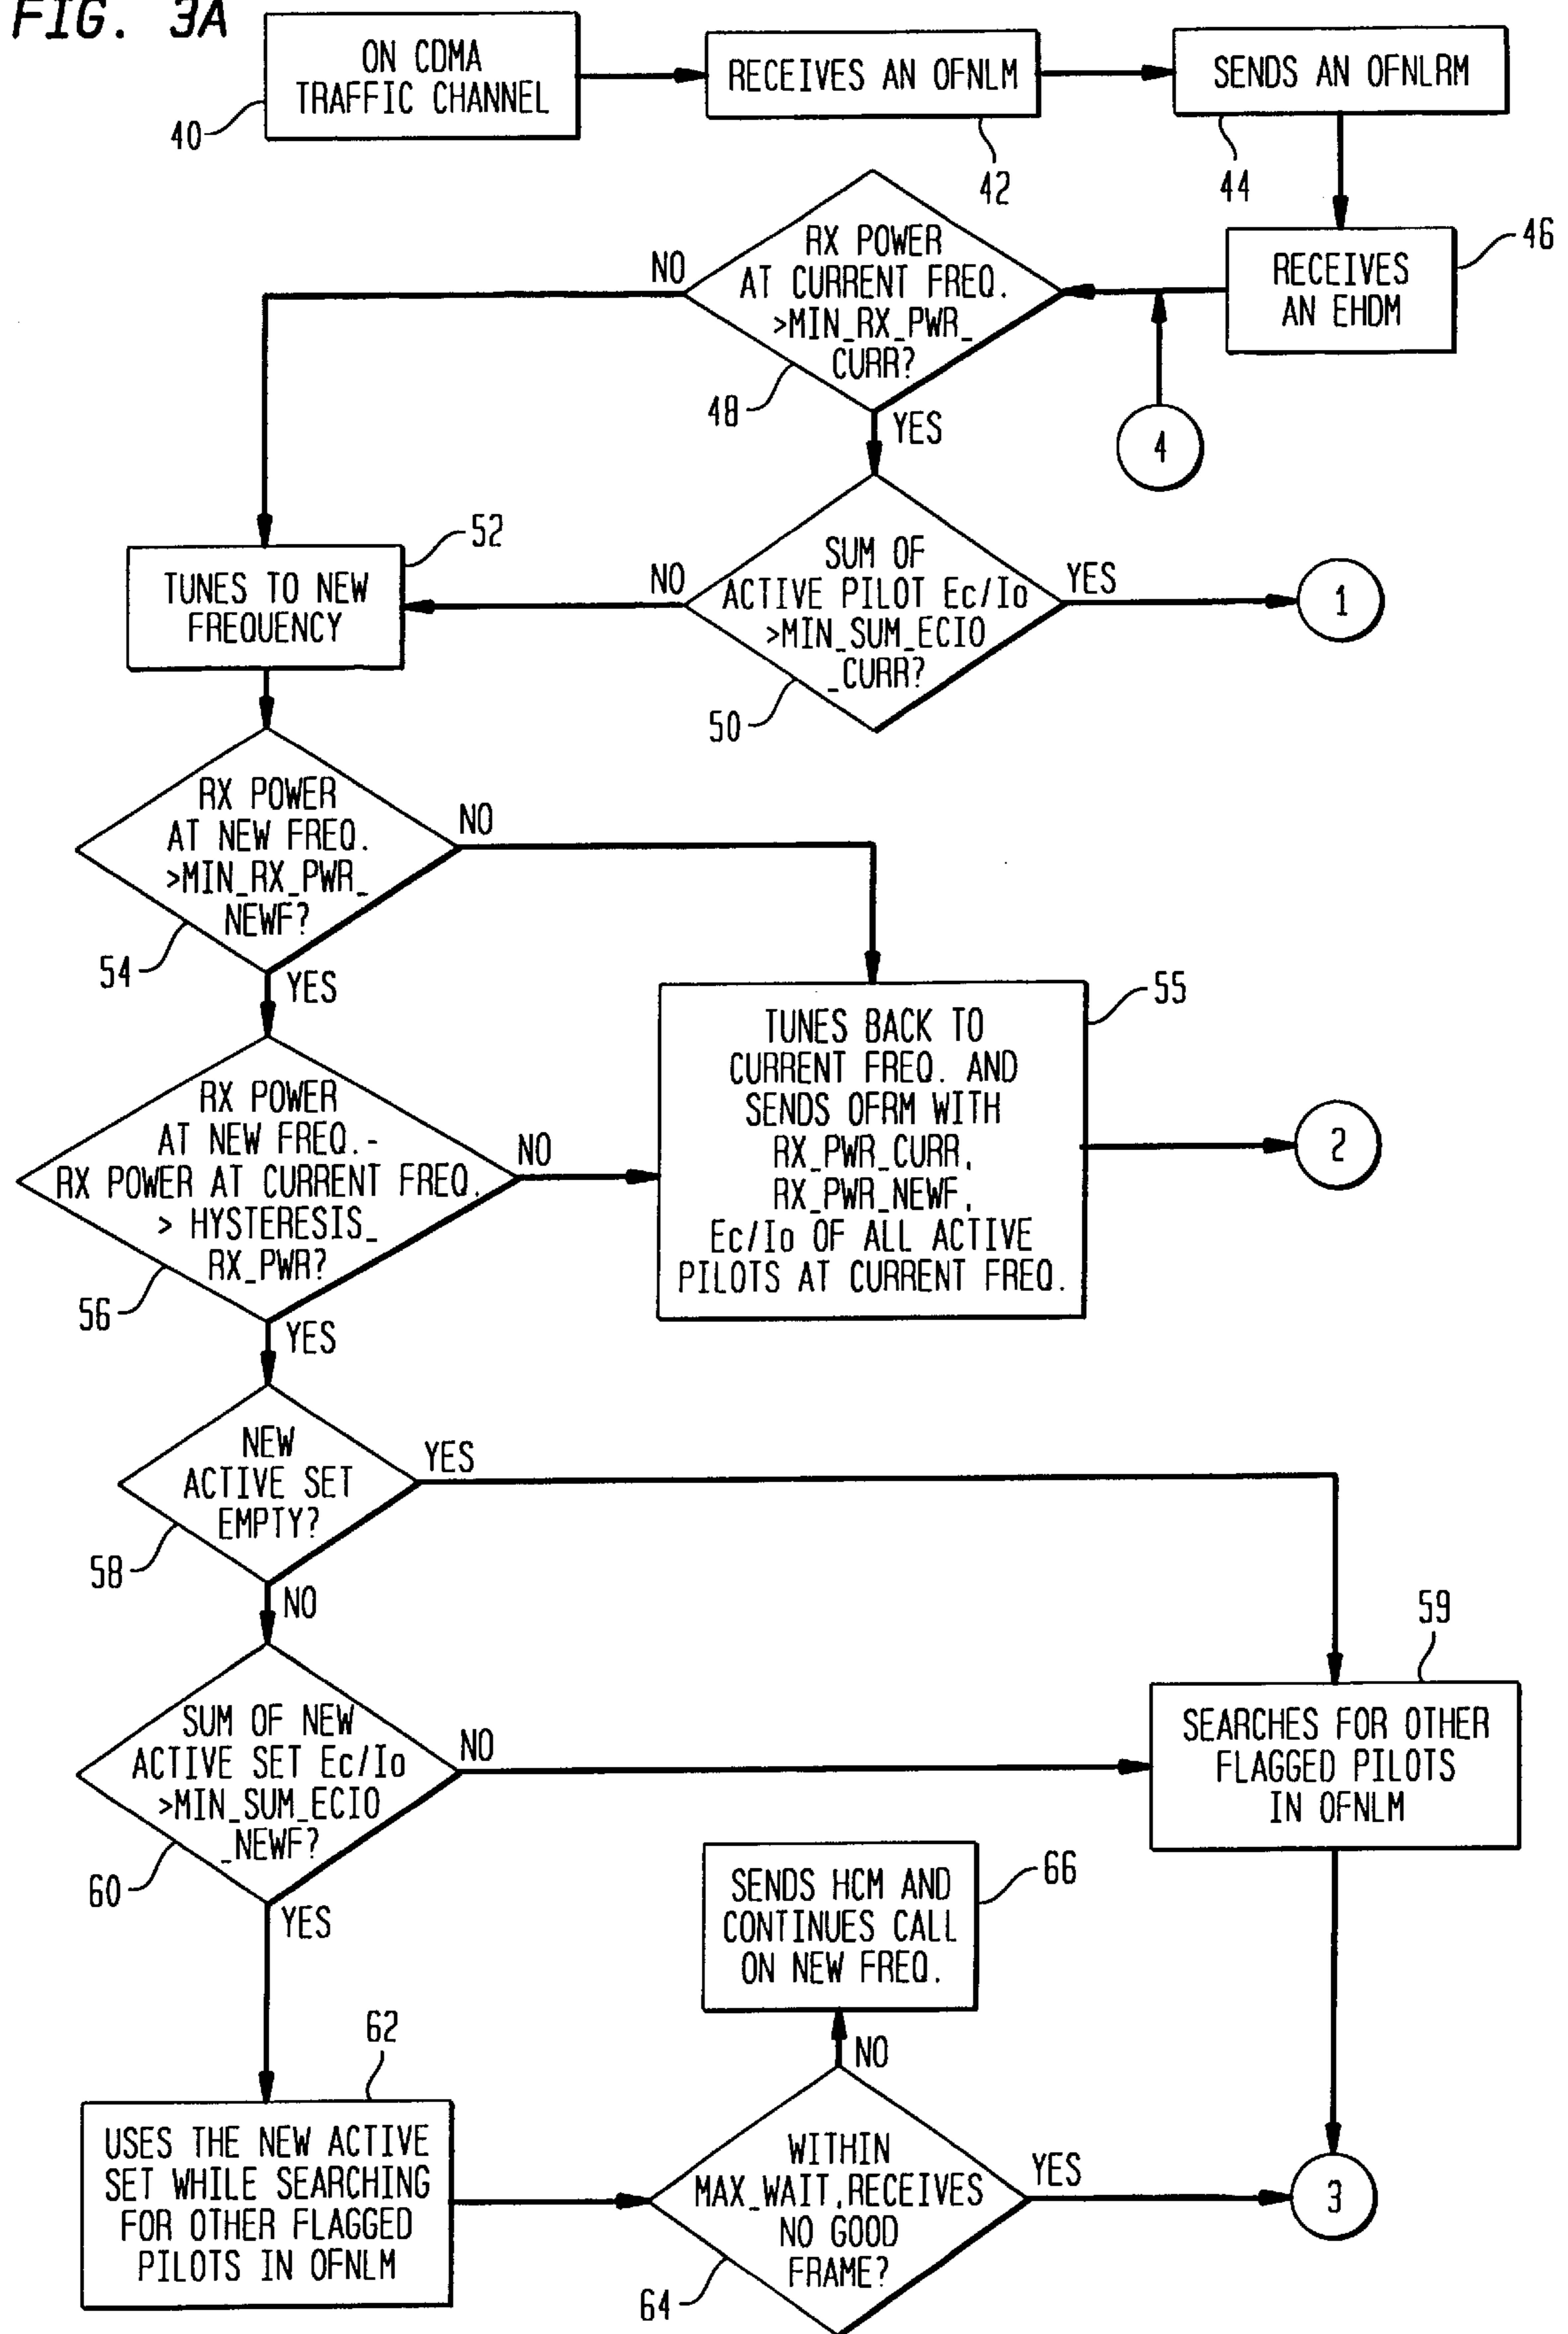 FIG. 3A
ON CDMA
TRAFFIC CHANNEL
40
RECEIVES AN OFNLM
42
SENDS AN OFNLRM
44
RECEIVES
AN EHDM
46
RX POWER
AT CURRENT FREQ.
>MIN_RX_PWR_
CURR?
48
NO
YES
4
SUM OF
ACTIVE PILOT Ec/Io
>MIN_SUM_ECIO
_CURR?
50
NO
YES
1
TUNES TO NEW
FREQUENCY
52
RX POWER
AT NEW FREQ.
>MIN_RX_PWR_
NEWF?
54
NO
YES
TUNES BACK TO
CURRENT FREQ. AND
SENDS OFRM WITH
RX_PWR_CURR,
RX_PWR_NEWF,
Ec/Io OF ALL ACTIVE
PILOTS AT CURRENT FREQ.
55
2
RX POWER
AT NEW FREQ.-
RX POWER AT CURRENT FREQ.
> HYSTERESIS_
RX_PWR?
56
NO
YES
NEW
ACTIVE SET
EMPTY?
58
YES
NO
SEARCHES FOR OTHER
FLAGGED PILOTS
IN OFNLM
59
SUM OF NEW
ACTIVE SET Ec/Io
>MIN_SUM_ECIO
_NEWF?
60
NO
YES
USES THE NEW ACTIVE
SET WHILE SEARCHING
FOR OTHER FLAGGED
PILOTS IN OFNLM
62
SENDS HCM AND
CONTINUES CALL
ON NEW FREQ.
66
NO
WITHIN
MAX_WAIT,RECEIVES
NO GOOD
FRAME?
64
YES
3